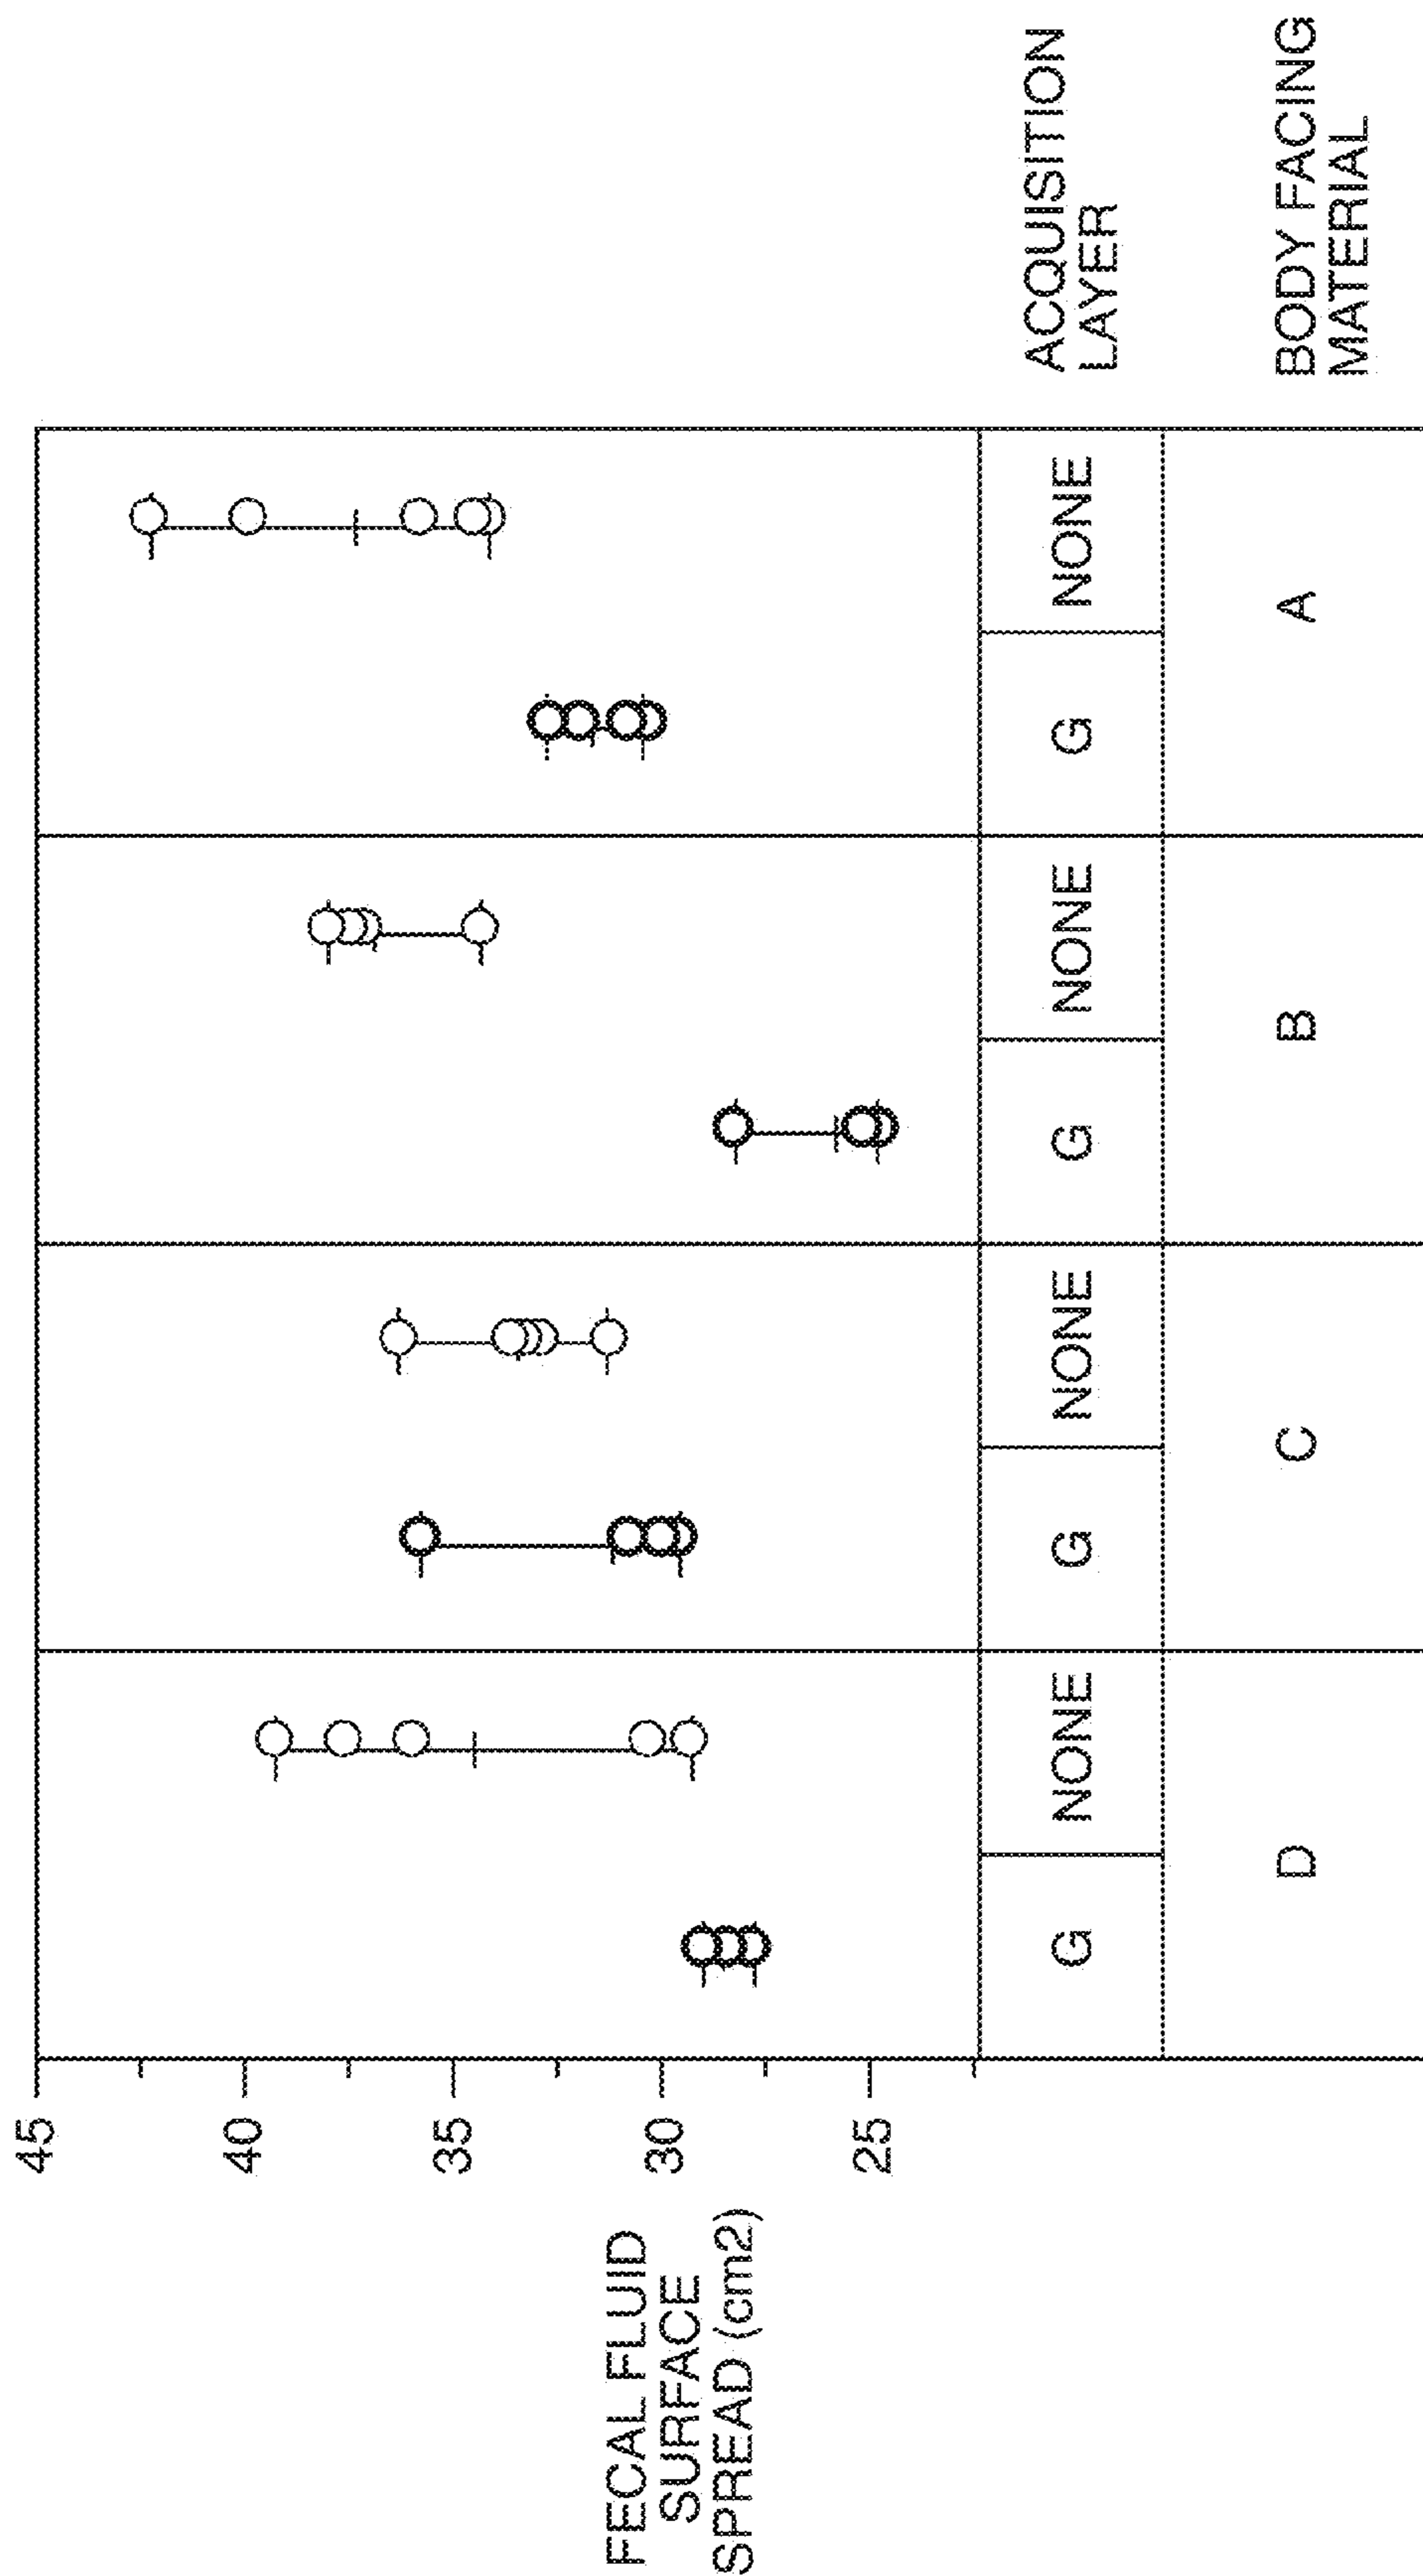 FECAL FLUID
SURFACE
SPREAD (cm2)
45
40
35
30
25
G
NONE
G
NONE
G
NONE
G
NONE
ACQUISITION
LAYER
D
C
B
A
BODY FACING
MATERIAL